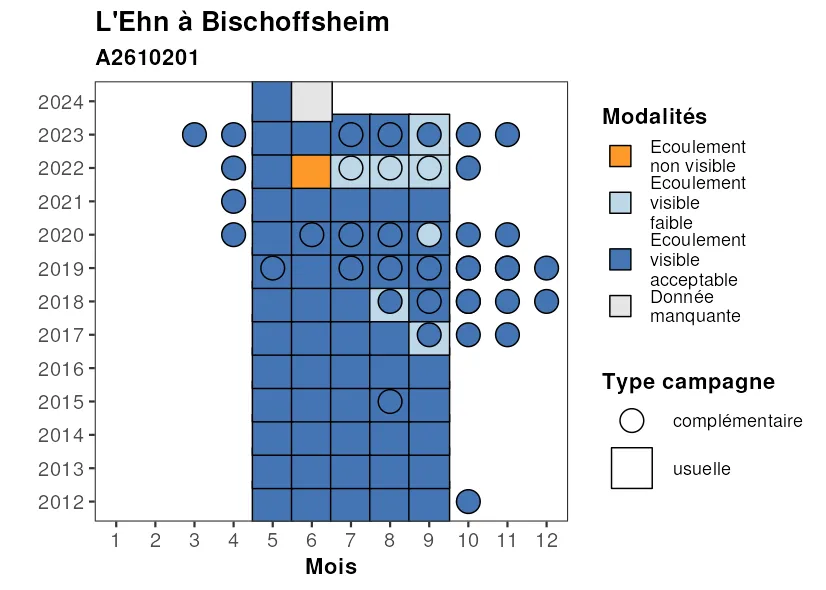 L'Ehn à Bischoffsheim
A2610201
2024
2023
2022
2021
2020
2019
2018
2017
2016
2015
2014
2013
2012
1 2 3 4 5 6 7 8 9 10 11 12
Mois
Modalités
Ecoulement
non visible
Ecoulement
visible
faible
Ecoulement
visible
acceptable
Donnée
manquante
Type campagne
complémentaire
usuelle